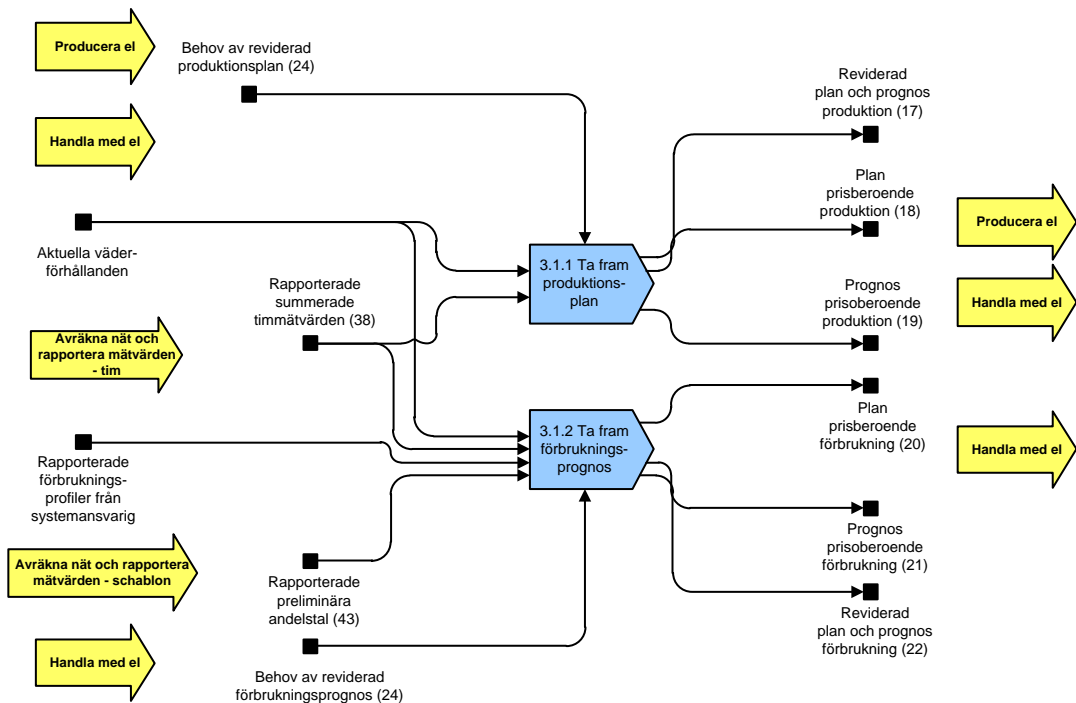 Producera el
Behov av reviderad
produktionsplan (24)
Handla med el
Aktuella väder-
förhållanden
Rapporterade
summerade
timmätvärden (38)
Avräkna nät och
rapportera mätvärden
- tim
Rapporterade
förbruknings-
profiler från
systemansvarig
Avräkna nät och rapportera
mätvärden - schablon
Rapporterade
preliminära
andelstal (43)
Handla med el
Behov av reviderad
förbrukningsprognos (24)
3.1.1 Ta fram
produktions-
plan
3.1.2 Ta fram
förbruknings-
prognos
Reviderad
plan och prognos
produktion (17)
Plan
prisberoende
produktion (18)
Prognos
prisoberoende
produktion (19)
Plan
prisberoende
förbrukning (20)
Prognos
prisoberoende
förbrukning (21)
Reviderad
plan och prognos
förbrukning (22)
Producera el
Handla med el
Handla med el